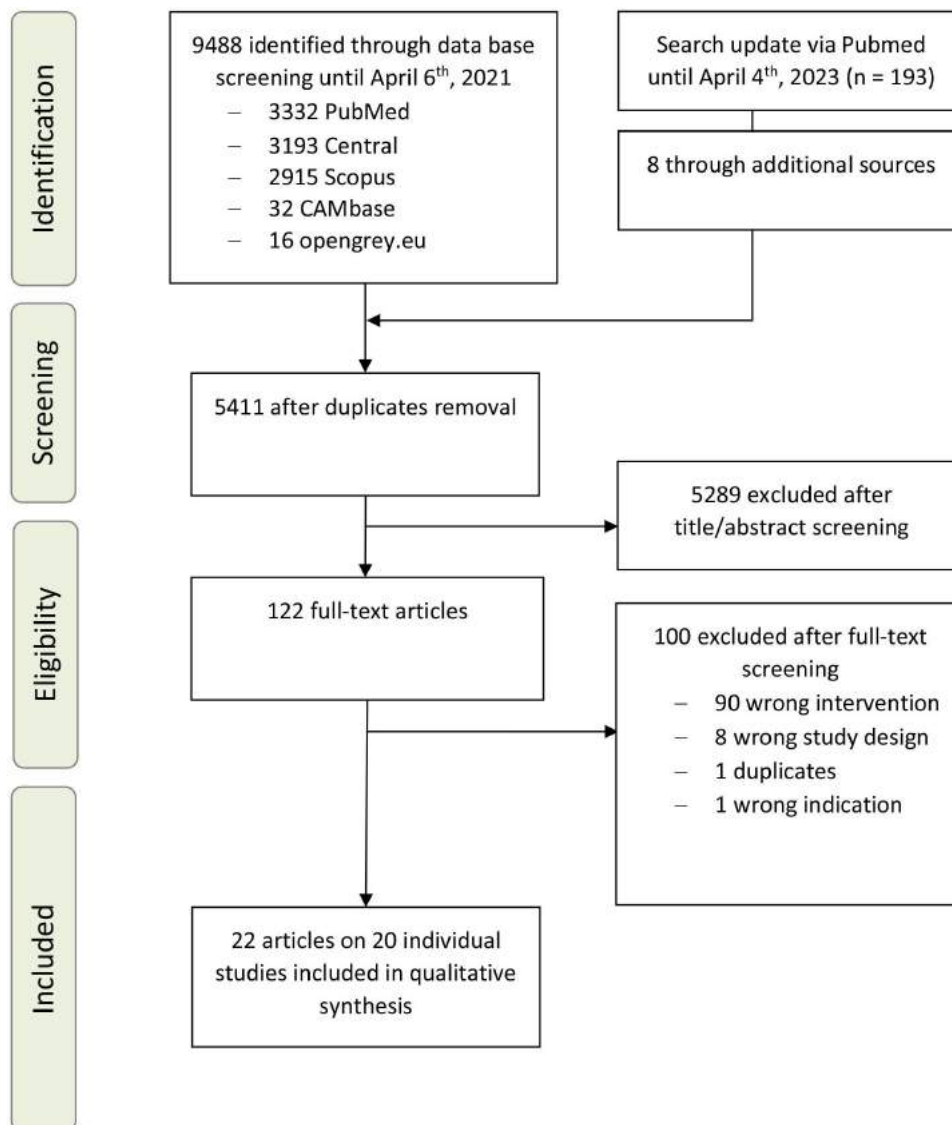 Identification
9488 identified through data base
screening until April 6th, 2021
– 3332 PubMed
– 3193 Central
– 2915 Scopus
– 32 CAMbase
– 16 opengrey.eu
Search update via Pubmed
until April 4th, 2023 (n = 193)
8 through additional sources
Screening
5411 after duplicates removal
5289 excluded after
title/abstract screening
Eligibility
122 full-text articles
100 excluded after full-text
screening
– 90 wrong intervention
– 8 wrong study design
– 1 duplicates
– 1 wrong indication
Included
22 articles on 20 individual
studies included in qualitative
synthesis